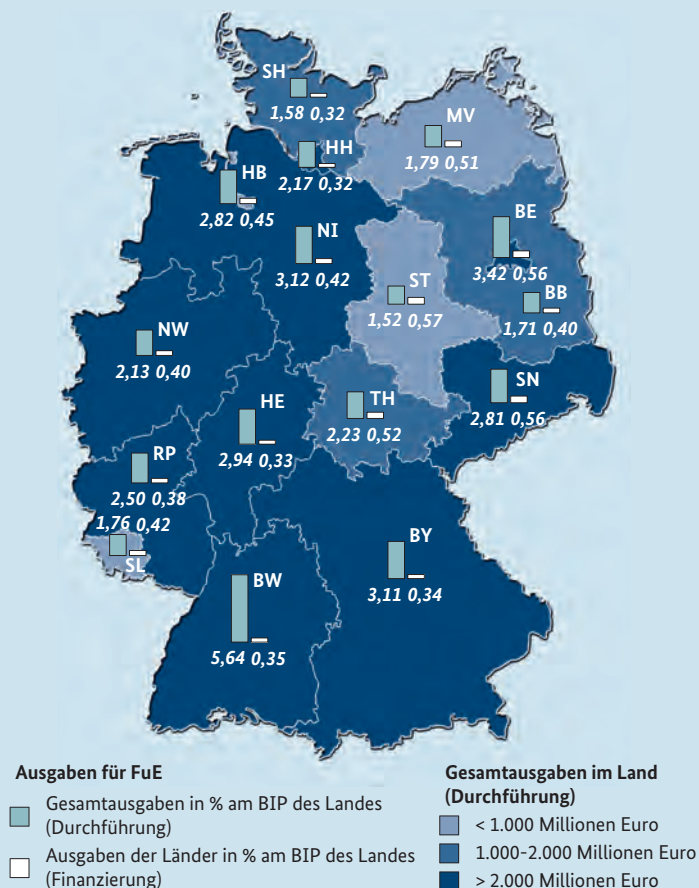 SH
1,58 0,32
MV
1,79 0,51
HH
2,17 0,32
HB
2,82 0,45
NI
3,12 0,42
BE
3,42 0,56
ST
1,52 0,57
BB
1,71 0,40
NW
2,13 0,40
SN
2,81 0,56
HE
2,94 0,33
TH
2,23 0,52
RP
2,50 0,38
1,76 0,42
SL
BY
3,11 0,34
BW
5,64 0,35
Ausgaben für FuE
Gesamtausgaben in % am BIP des Landes
(Durchführung)
Ausgaben der Länder in % am BIP des Landes
(Finanzierung)
Gesamtausgaben im Land
(Durchführung)
< 1.000 Millionen Euro
1.000-2.000 Millionen Euro
> 2.000 Millionen Euro